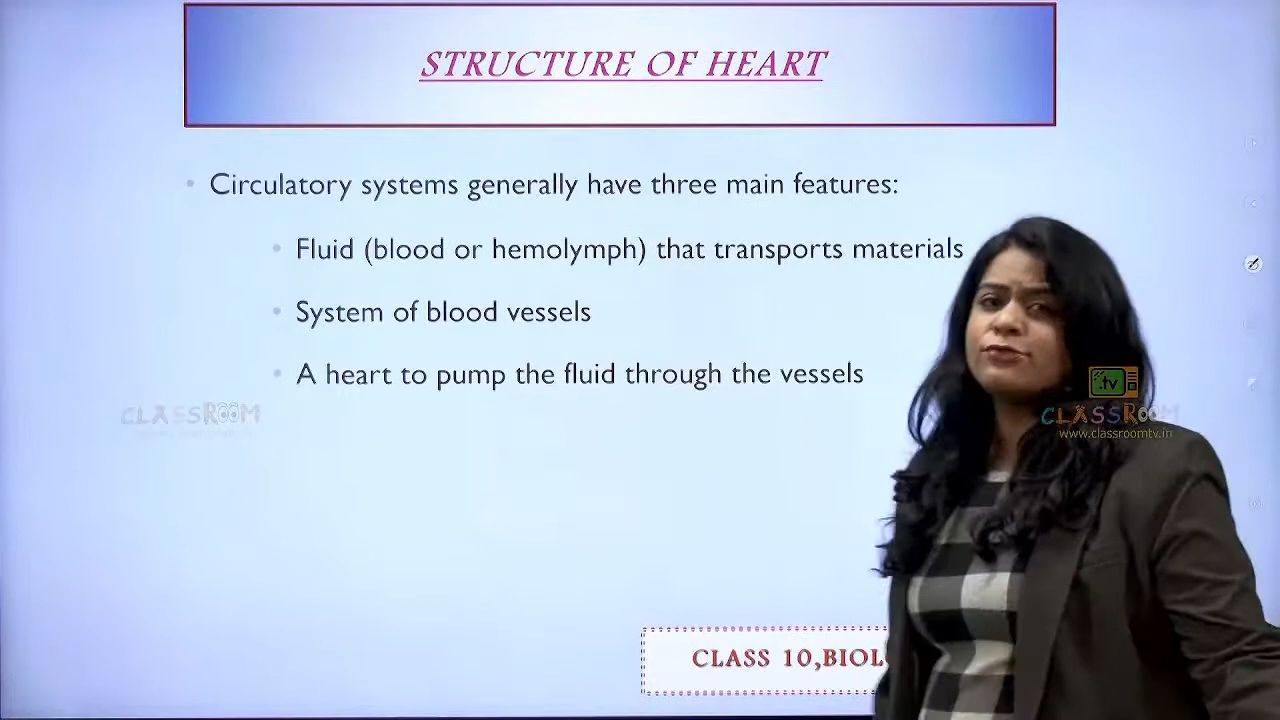 STRUCTURE OF HEART
Circulatory systems generally have three main features:
Fluid (blood or hemolymph) that transports materials
System of blood vessels
A heart to pump the fluid through the vessels
CLASSROOM
.tv
CLASSROOM
www.classroomtv.in
CLASS 10,BIOL